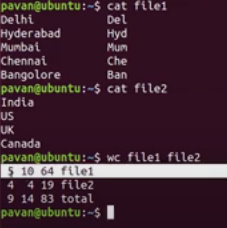 pavan@ubuntu:~$ cat file1
Delhi Del
Hyderabad Hyd
Mumbai Mum
Chennai Che
Bangolore Ban
pavan@ubuntu:~$ cat file2
India
US
UK
Canada
pavan@ubuntu:~$ wc file1 file2
5 10 64 file1
4 4 19 file2
9 14 83 total
pavan@ubuntu:~$